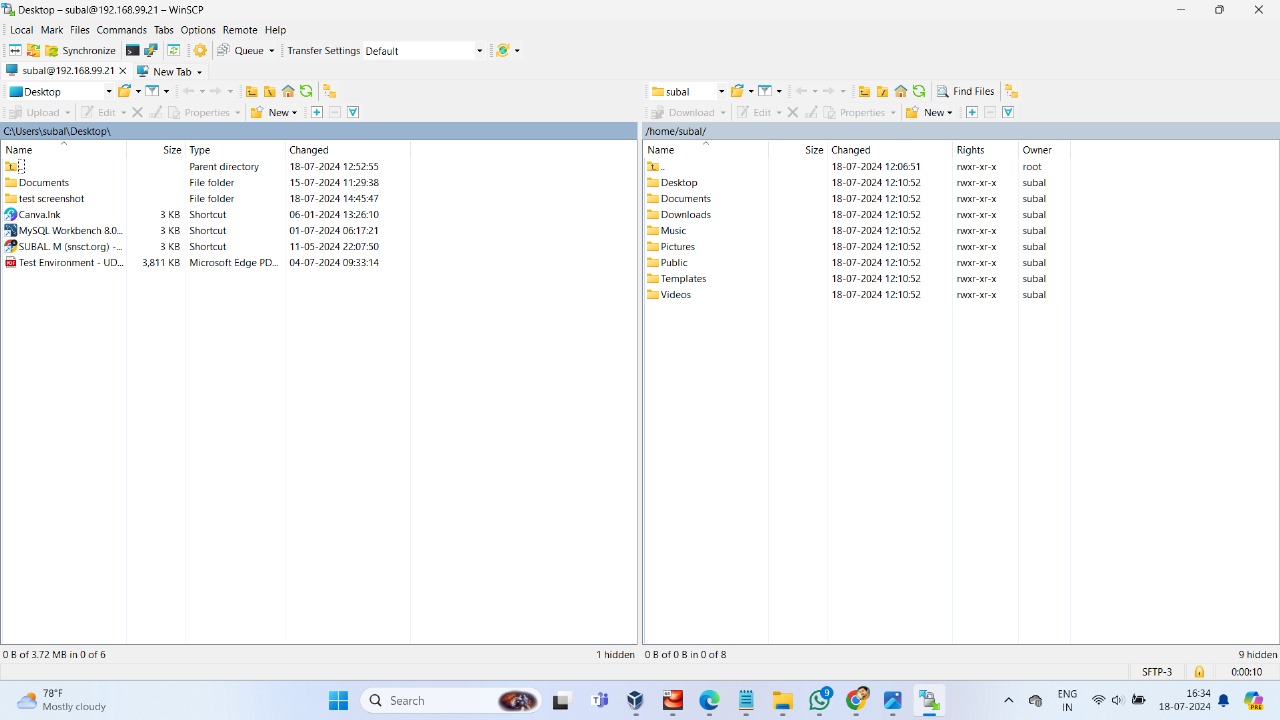 Desktop – subal@192.168.99.21 – WinSCP
Local Mark Files Commands Tabs Options Remote Help
Synchronize Queue Transfer Settings Default
subal@192.168.99.21 New Tab
Desktop
subal Find Files
Upload Edit Properties New
Download Edit Properties New
C:\Users\subal\Desktop\
Name Size Type Changed
Parent directory 18-07-2024 12:52:55
Documents File folder 15-07-2024 11:29:38
test screenshot File folder 18-07-2024 14:45:47
Canva.lnk 3 KB Shortcut 06-01-2024 13:26:10
MySQL Workbench 8.0... 3 KB Shortcut 01-07-2024 06:17:21
SUBAL. M (snsct.org) -... 3 KB Shortcut 11-05-2024 22:07:50
Test Environment - UD... 3,811 KB Microsoft Edge PD... 04-07-2024 09:33:14
0 B of 3.72 MB in 0 of 6 1 hidden
/home/subal/
Name Size Changed Rights Owner
.. 18-07-2024 12:06:51 rwxr-xr-x root
Desktop 18-07-2024 12:10:52 rwxr-xr-x subal
Documents 18-07-2024 12:10:52 rwxr-xr-x subal
Downloads 18-07-2024 12:10:52 rwxr-xr-x subal
Music 18-07-2024 12:10:52 rwxr-xr-x subal
Pictures 18-07-2024 12:10:52 rwxr-xr-x subal
Public 18-07-2024 12:10:52 rwxr-xr-x subal
Templates 18-07-2024 12:10:52 rwxr-xr-x subal
Videos 18-07-2024 12:10:52 rwxr-xr-x subal
0 B of 0 B in 0 of 8 9 hidden
SFTP-3 0:00:10
78°F
Mostly cloudy
Search
9
ENG
IN
16:34
18-07-2024
PRE